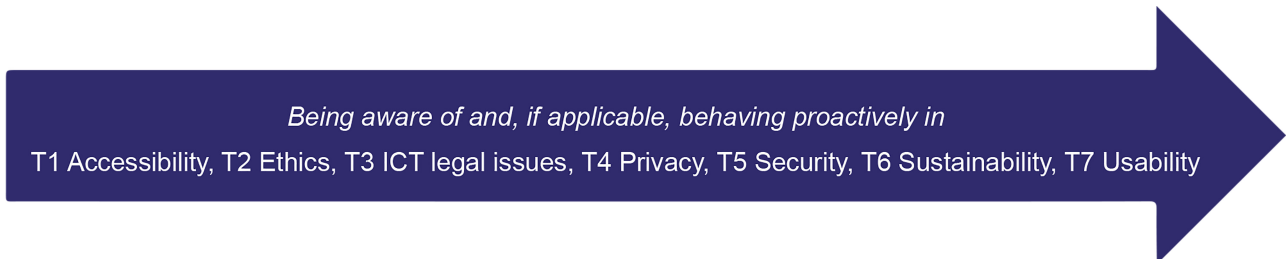 Being aware of and, if applicable, behaving proactively in
T1 Accessibility, T2 Ethics, T3 ICT legal issues, T4 Privacy, T5 Security, T6 Sustainability, T7 Usability